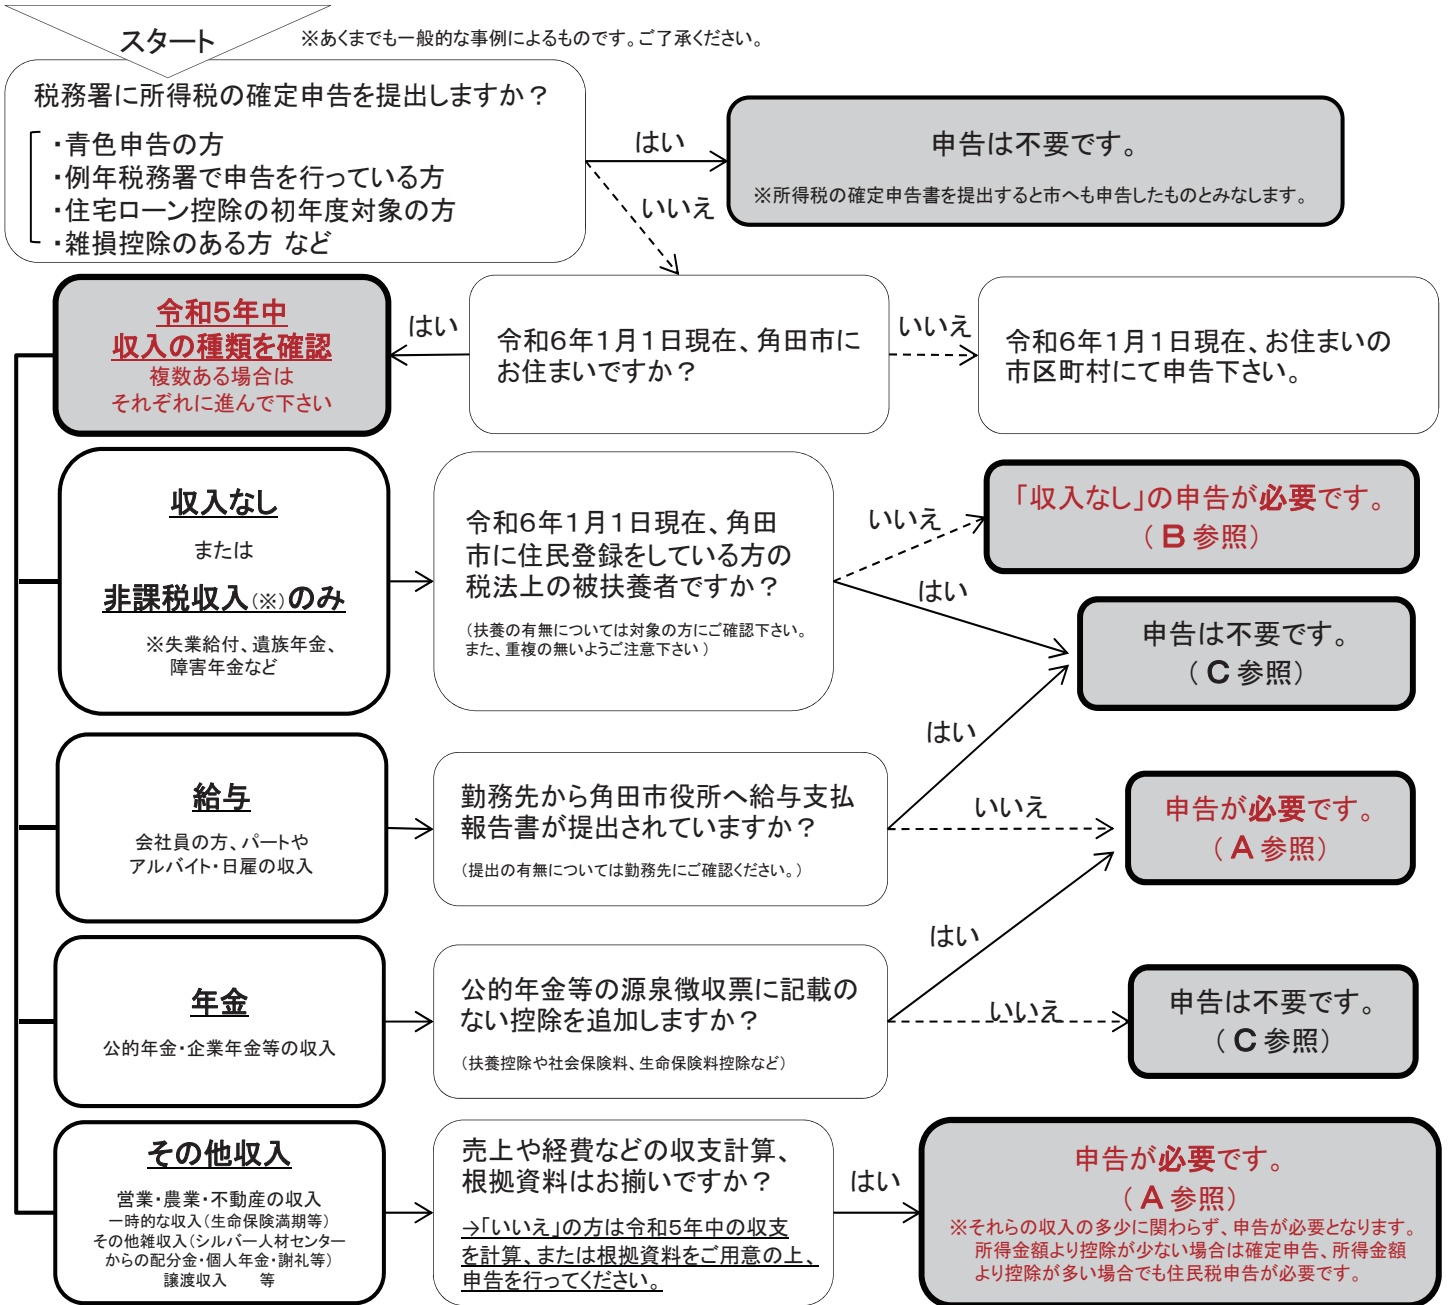 スタート
※あくまでも一般的な事例によるものです。ご了承ください。
税務署に所得税の確定申告を提出しますか？
・青色申告の方
・例年税務署で申告を行っている方
・住宅ローン控除の初年度対象の方
・雑損控除のある方 など
はい
いいえ
申告は不要です。
※所得税の確定申告書を提出すると市へも申告したものとみなします。
令和5年中
収入の種類を確認
複数ある場合は
それぞれに進んで下さい
はい
令和6年1月1日現在、角田市に
お住まいですか？
いいえ
令和6年1月1日現在、お住まいの
市区町村にて申告下さい。
収入なし
または
非課税収入(※)のみ
※失業給付、遺族年金、
障害年金など
令和6年1月1日現在、角田
市に住民登録をしている方の
税法上の被扶養者ですか？
(扶養の有無については対象の方にご確認下さい。
また、重複の無いようご注意下さい)
いいえ
はい
「収入なし」の申告が必要です。
（B参照）
申告は不要です。
（C参照）
給与
会社員の方、パートや
アルバイト・日雇の収入
勤務先から角田市役所へ給与支払
報告書が提出されていますか？
(提出の有無については勤務先にご確認ください。)
はい
いいえ
申告が必要です。
（A参照）
年金
公的年金・企業年金等の収入
公的年金等の源泉徴収票に記載の
ない控除を追加しますか？
(扶養控除や社会保険料、生命保険料控除など)
はい
いいえ
申告は不要です。
（C参照）
その他収入
営業・農業・不動産の収入
一時的な収入(生命保険満期等)
その他雑収入(シルバー人材センター
からの配分金・個人年金・謝礼等)
譲渡収入　等
売上や経費などの収支計算、
根拠資料はお揃いですか？
→「いいえ」の方は令和5年中の収支
を計算、または根拠資料をご用意の上、
申告を行ってください。
はい
申告が必要です。
（A参照）
※それらの収入の多少に関わらず、申告が必要となります。
所得金額より控除が少ない場合は確定申告、所得金額
より控除が多い場合でも住民税申告が必要です。